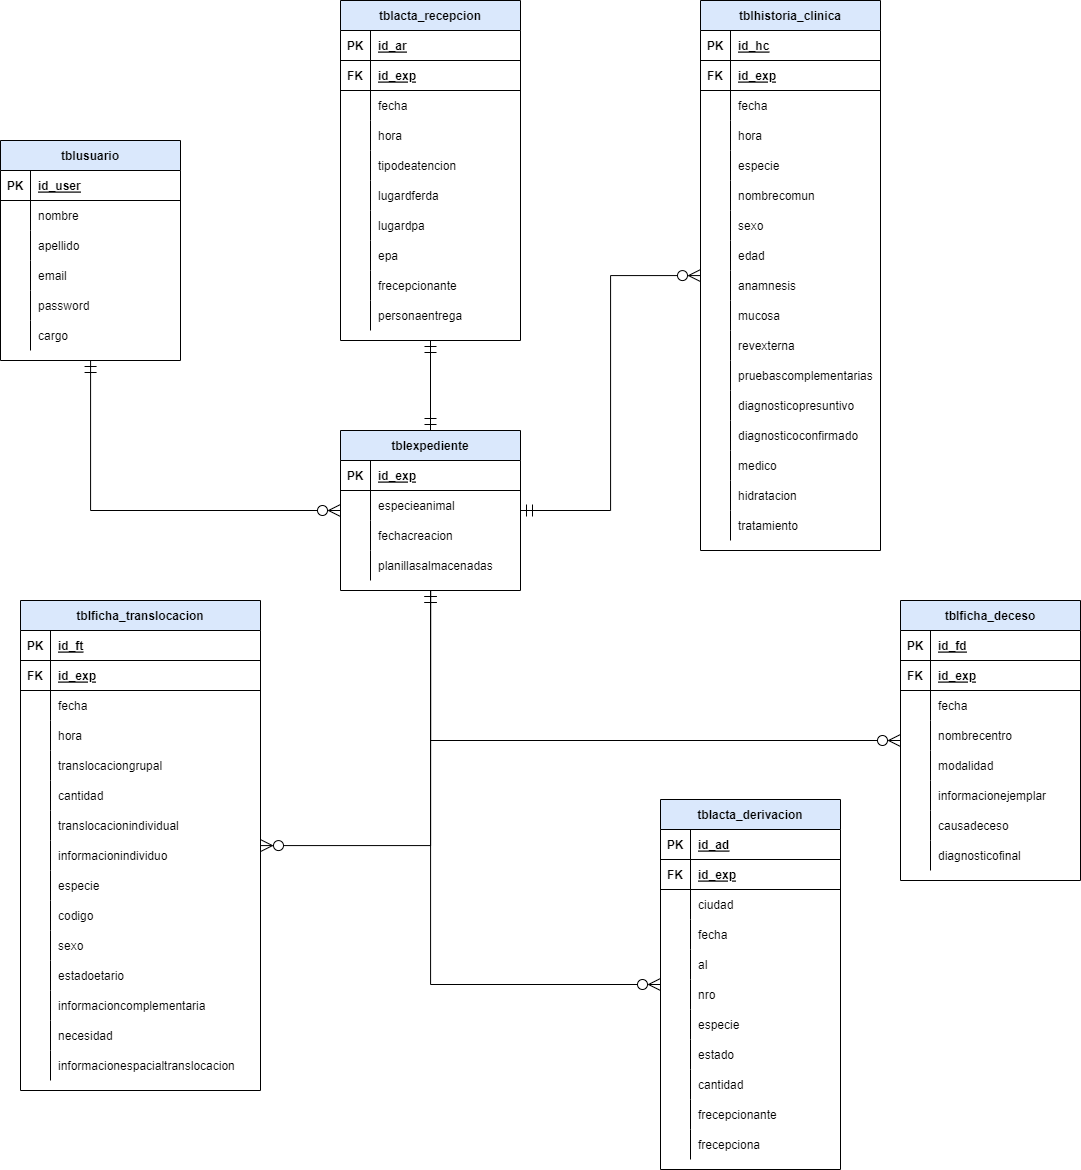 tblacta_recepcion
PK id_ar
FK id_exp
fecha
hora
tipodeatencion
lugardferda
lugardpa
epa
frecepcionante
personaentrega
tblhistoria_clinica
PK id_hc
FK id_exp
fecha
hora
especie
nombrecomun
sexo
edad
anamnesis
mucosa
revexterna
pruebascomplementarias
diagnosticopresuntivo
diagnosticoconfirmado
medico
hidratacion
tratamiento
tblusuario
PK id_user
nombre
apellido
email
password
cargo
tblexpediente
PK id_exp
especieanimal
fechacreacion
planillasalmacenadas
tblficha_translocacion
PK id_ft
FK id_exp
fecha
hora
translocaciongrupal
cantidad
translocacionindividual
informacionindividuo
especie
codigo
sexo
estadoetario
informacioncomplementaria
necesidad
informacionespacialtranslocacion
tblficha_deceso
PK id_fd
FK id_exp
fecha
nombrecentro
modalidad
informacionejemplar
causadeceso
diagnosticofinal
tblacta_derivacion
PK id_ad
FK id_exp
ciudad
fecha
al
nro
especie
estado
cantidad
frecepcionante
frecepciona